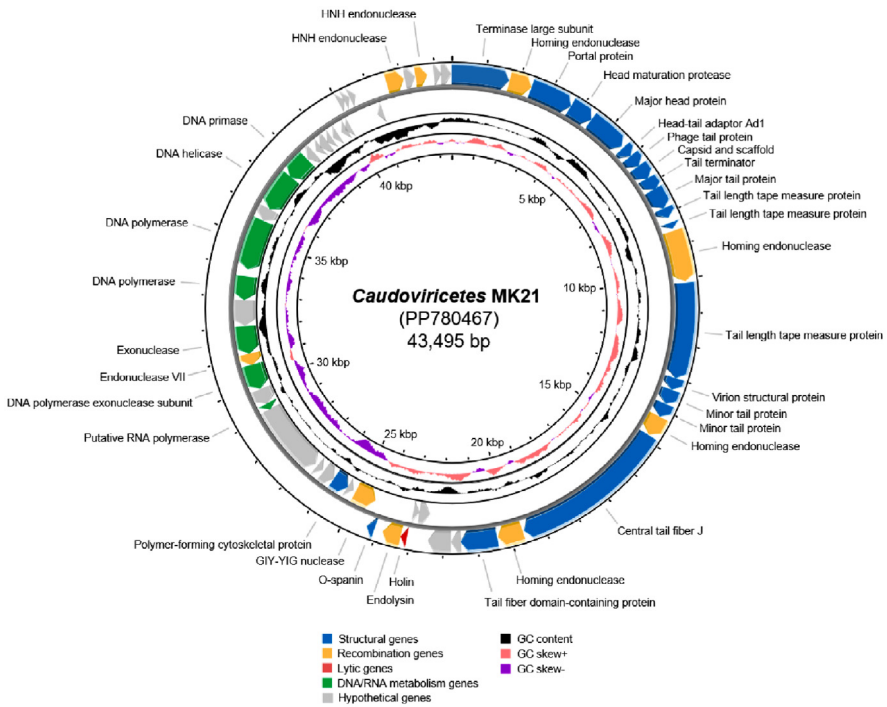 HNH endonuclease
HNH endonuclease
Terminase large subunit
Homing endonuclease
Portal protein
Head maturation protease
Major head protein
Head-tail adaptor Ad1
Phage tail protein
Capsid and scaffold
Tail terminator
Major tail protein
Tail length tape measure protein
Tail length tape measure protein
Homing endonuclease
Tail length tape measure protein
Virion structural protein
Minor tail protein
Minor tail protein
Homing endonuclease
Central tail fiber J
Homing endonuclease
Tail fiber domain-containing protein
Holin
Endolysin
O-spanin
GIY-YIG nuclease
Polymer-forming cytoskeletal protein
Putative RNA polymerase
DNA polymerase exonuclease subunit
Endonuclease VII
Exonuclease
DNA polymerase
DNA polymerase
DNA helicase
DNA primase
5 kbp
10 kbp
15 kbp
20 kbp
25 kbp
30 kbp
35 kbp
40 kbp
Caudoviricetes MK21
(PP780467)
43,495 bp
Structural genes
Recombination genes
Lytic genes
DNA/RNA metabolism genes
Hypothetical genes
GC content
GC skew+
GC skew-